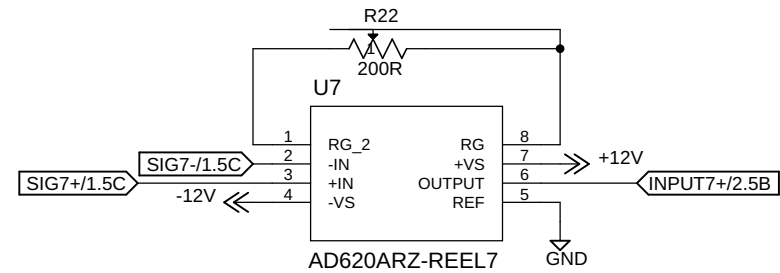 R22
1
200R
U7
1 RG_2 RG 8
SIG7-/1.5C 2 -IN +VS 7 +12V
SIG7+/1.5C 3 +IN OUTPUT 6 INPUT7+/2.5B
-12V 4 -VS REF 5
GND
AD620ARZ-REEL7